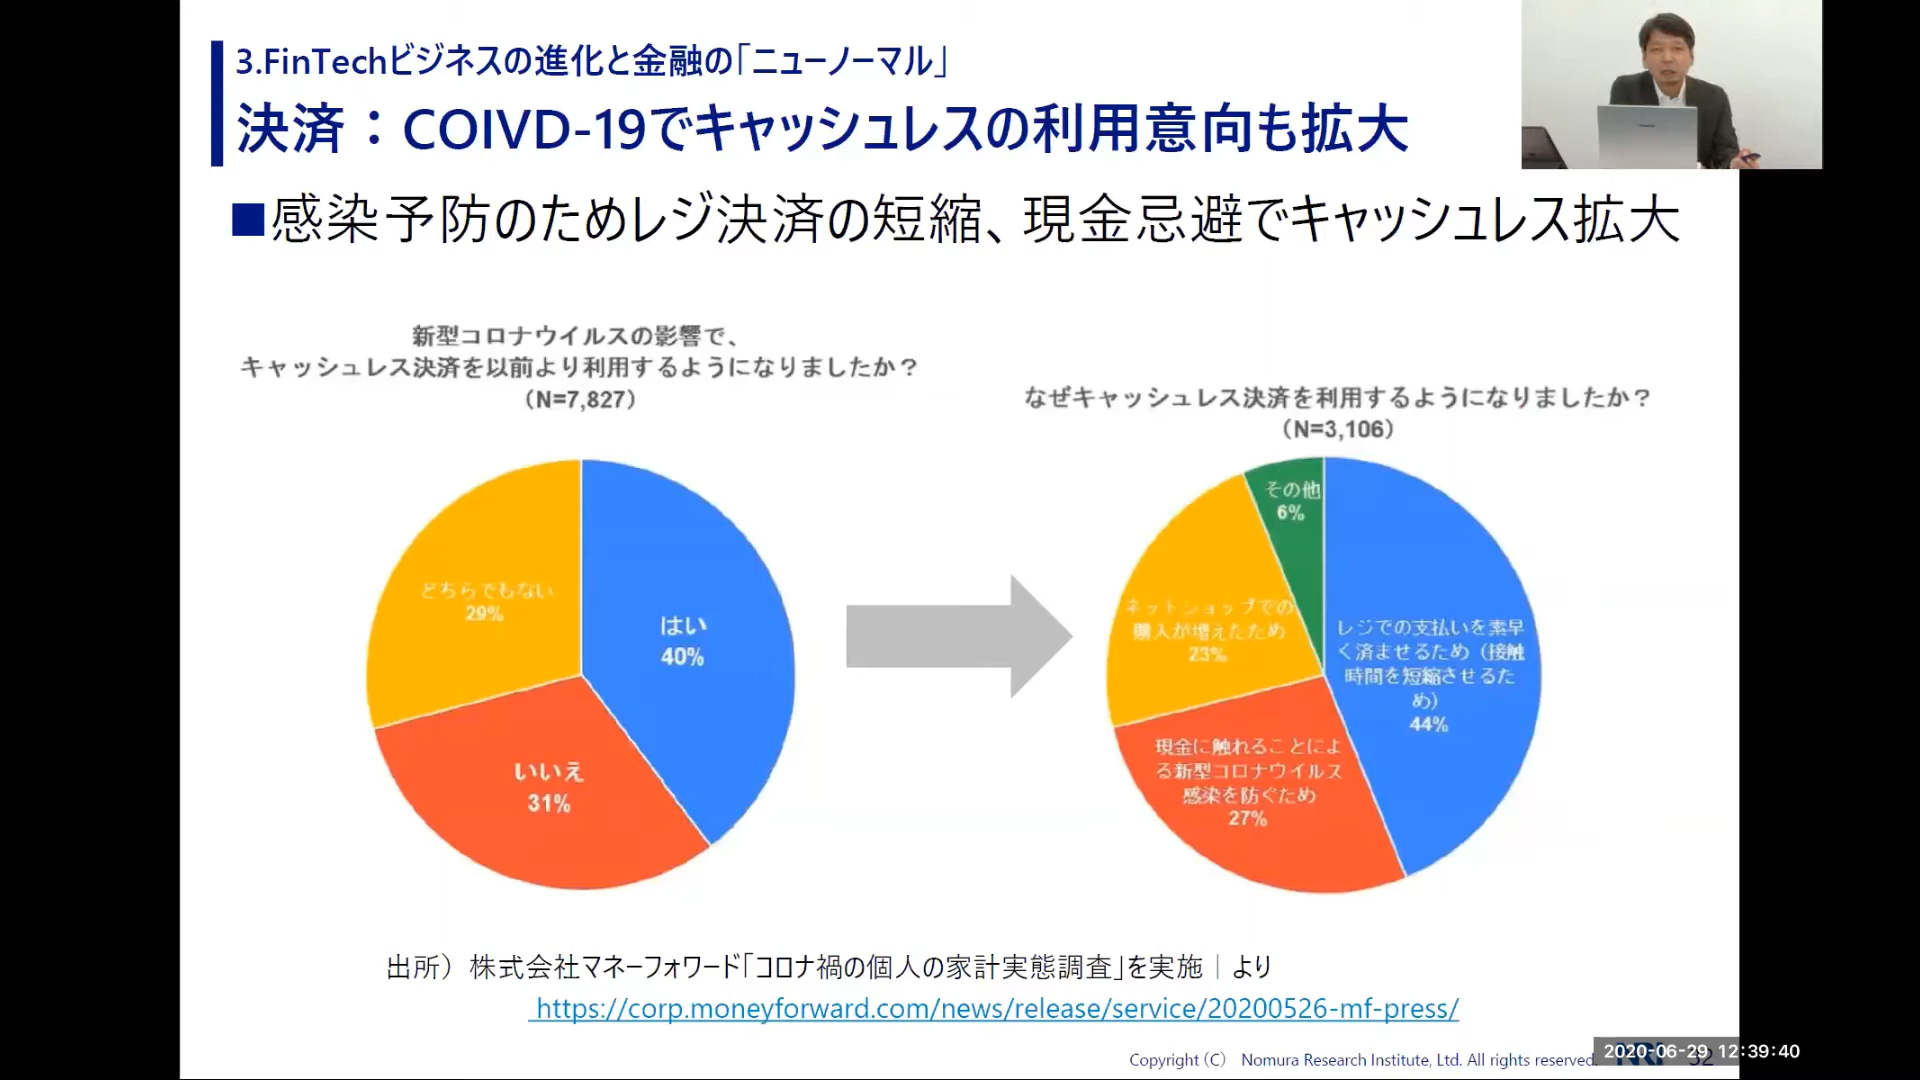 3.FinTechビジネスの進化と金融の「ニューノーマル」
決済：COIVD-19でキャッシュレスの利用意向も拡大
■感染予防のためレジ決済の短縮、現金忌避でキャッシュレス拡大
新型コロナウイルスの影響で、
キャッシュレス決済を以前より利用するようになりましたか？
（N=7,827）
どちらでもない
29%
はい
40%
いいえ
31%
なぜキャッシュレス決済を利用するようになりましたか？
（N=3,106）
その他
6%
ネットショップでの
購入が増えたため
23%
レジでの支払いを素早
く済ませるため（接触
時間を短縮させるた
め）
44%
現金に触れることによ
る新型コロナウイルス
感染を防ぐため
27%
出所）株式会社マネーフォワード「コロナ禍の個人の家計実態調査」を実施｜より
https://corp.moneyforward.com/news/release/service/20200526-mf-press/
Copyright（C） Nomura Research Institute, Ltd. All rights reserved.
NRI
32
2020-06-29 12:39:40